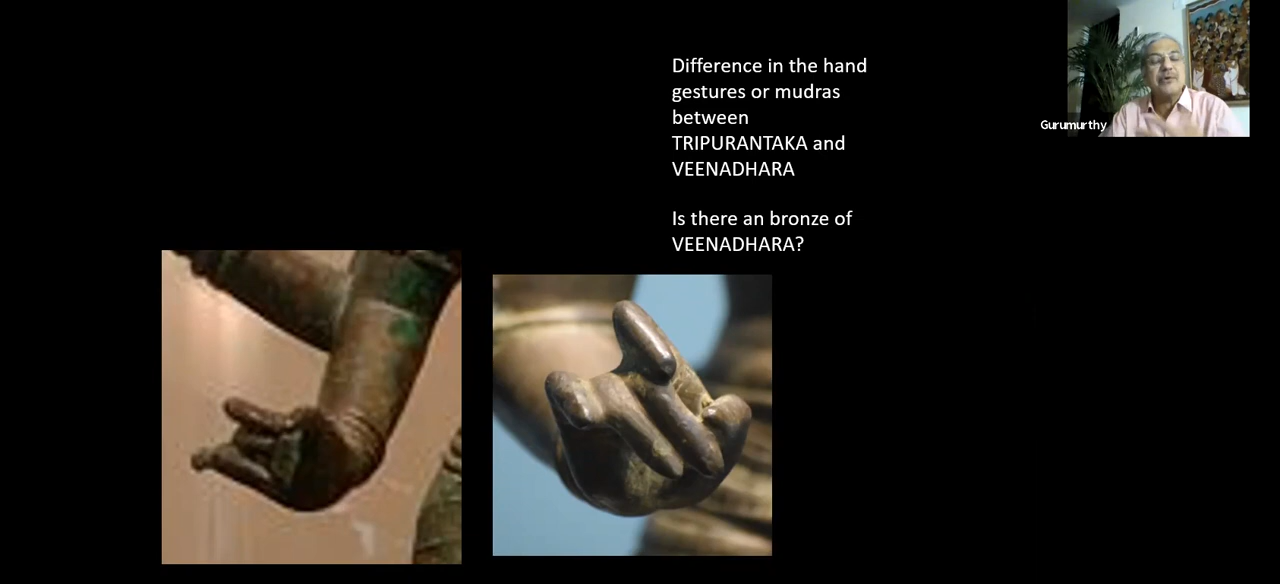 Difference in the hand
gestures or mudras
between
TRIPURANTAKA and
VEENADHARA
Is there an bronze of
VEENADHARA?
Gurumurthy